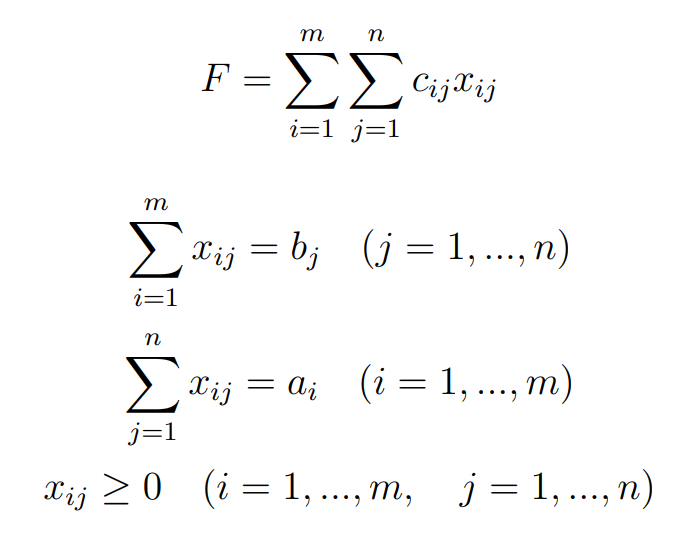 F = \sum_{i=1}^{m} \sum_{j=1}^{n} c_{ij} x_{ij}
\sum_{i=1}^{m} x_{ij} = b_j \quad (j = 1, ..., n)
\sum_{j=1}^{n} x_{ij} = a_i \quad (i = 1, ..., m)
x_{ij} \geq 0 \quad (i = 1, ..., m, \quad j = 1, ..., n)